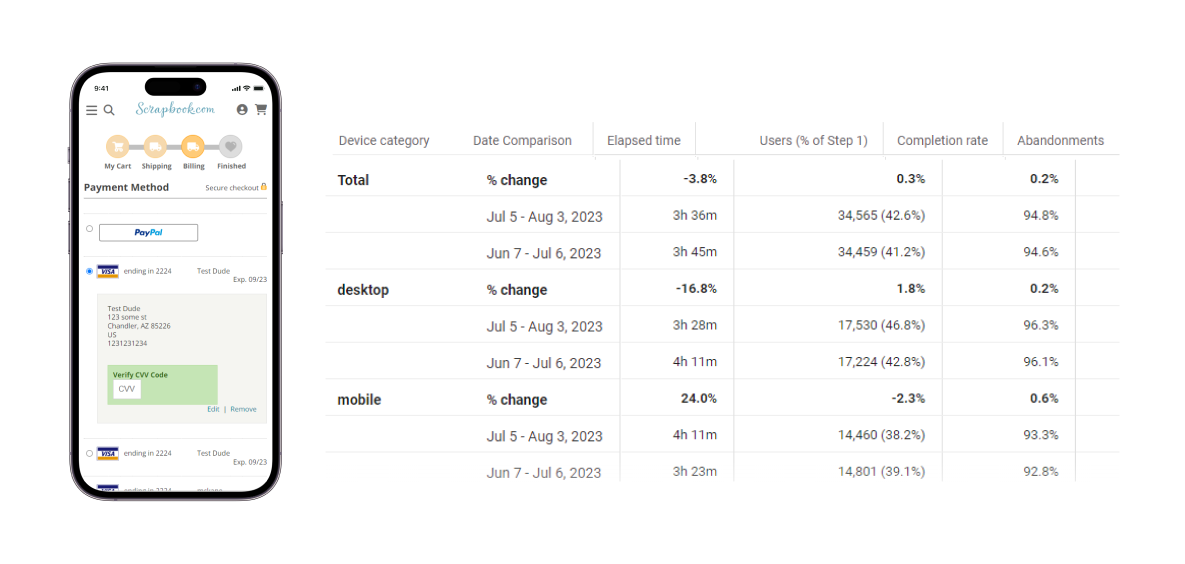 9:41
Scrapbook.com
My Cart Shipping Billing Finished
Payment Method Secure checkout
PayPal
VISA ending in 2224 Test Dude
Exp. 09/23
Test Dude
123 some st
Chandler, AZ 85226
US
1231231234
Verify CVV Code
CVV
Edit | Remove
VISA ending in 2224 Test Dude
Exp. 09/23
ending in 2224
Device category Date Comparison Elapsed time Users (% of Step 1) Completion rate Abandonments
Total % change -3.8% 0.3% 0.2%
Jul 5 - Aug 3, 2023 3h 36m 34,565 (42.6%) 94.8%
Jun 7 - Jul 6, 2023 3h 45m 34,459 (41.2%) 94.6%
desktop % change -16.8% 1.8% 0.2%
Jul 5 - Aug 3, 2023 3h 28m 17,530 (46.8%) 96.3%
Jun 7 - Jul 6, 2023 4h 11m 17,224 (42.8%) 96.1%
mobile % change 24.0% -2.3% 0.6%
Jul 5 - Aug 3, 2023 4h 11m 14,460 (38.2%) 93.3%
Jun 7 - Jul 6, 2023 3h 23m 14,801 (39.1%) 92.8%